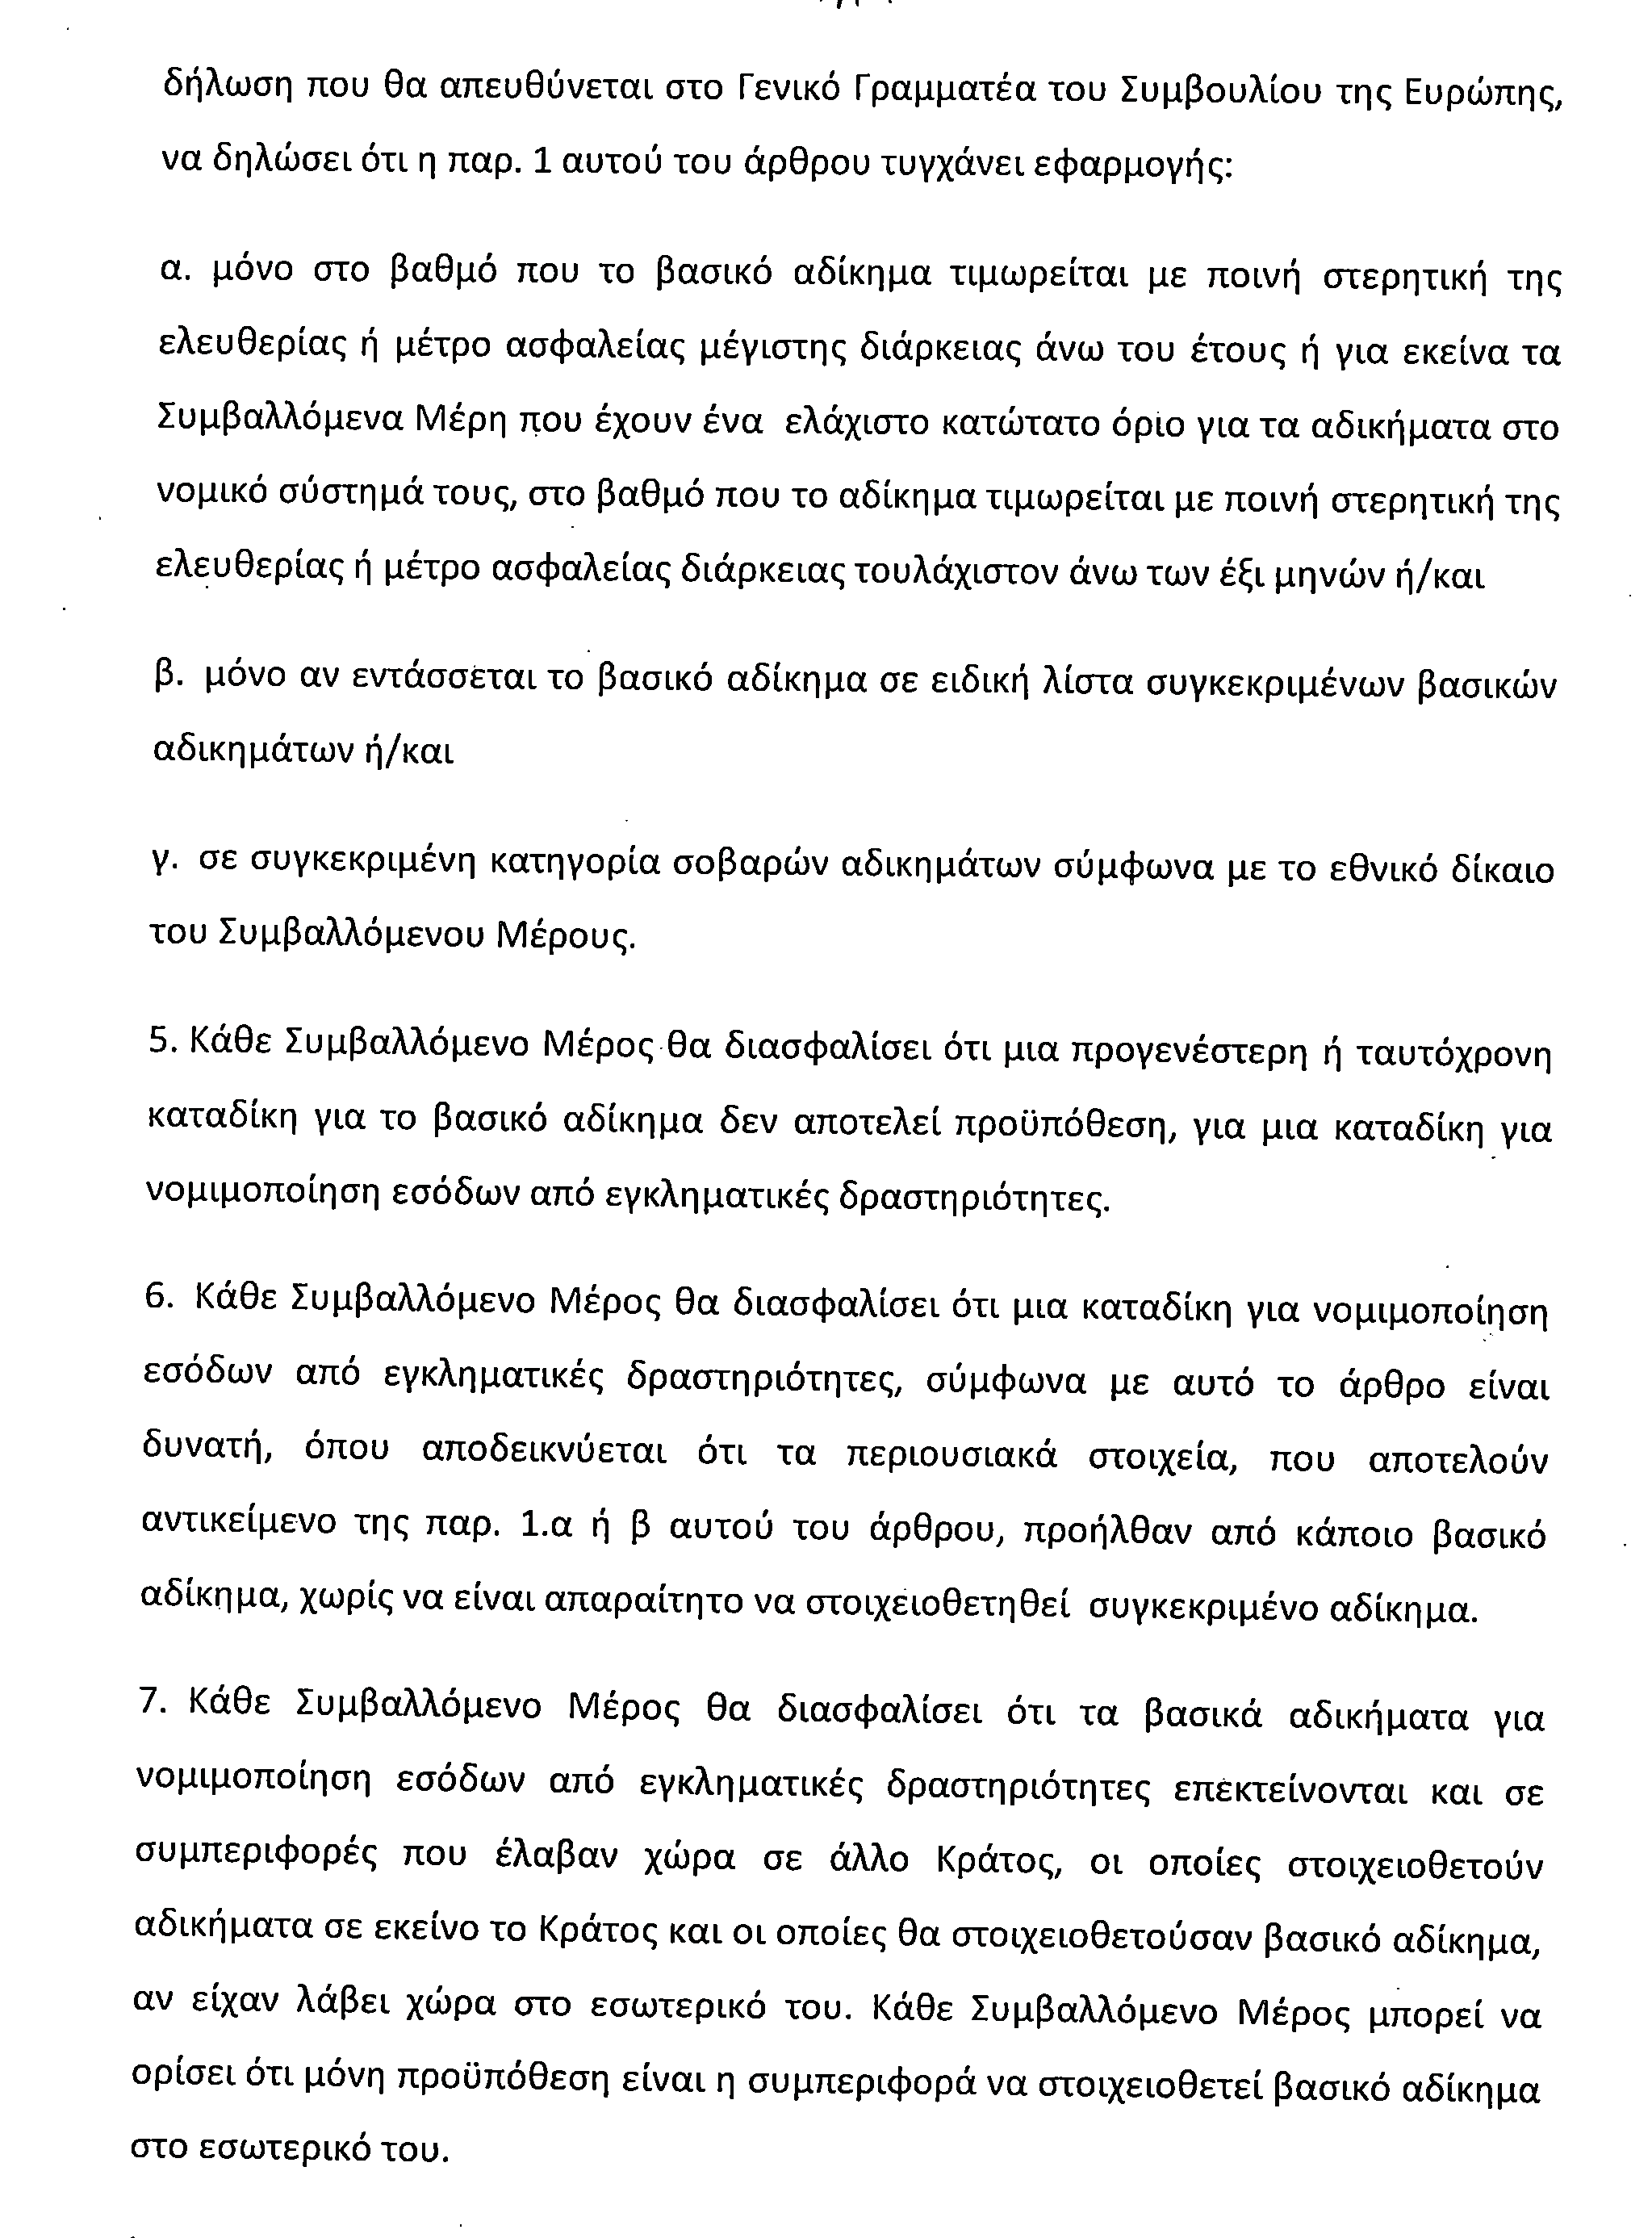 δήλωση που θα απευθύνεται στο Γενικό Γραμματέα του Συμβουλίου της Ευρώπης,
να δηλώσει ότι η παρ. 1 αυτού του άρθρου τυγχάνει εφαρμογής:
α. μόνο στο βαθμό που το βασικό αδίκημα τιμωρείται με ποινή στερητική της
ελευθερίας ή μέτρο ασφαλείας μέγιστης διάρκειας άνω του έτους ή για εκείνα τα
Συμβαλλόμενα Μέρη που έχουν ένα ελάχιστο κατώτατο όριο για τα αδικήματα στο
νομικό σύστημά τους, στο βαθμό που το αδίκημα τιμωρείται με ποινή στερητική της
ελευθερίας ή μέτρο ασφαλείας διάρκειας τουλάχιστον άνω των έξι μηνών ή/και
β. μόνο αν εντάσσεται το βασικό αδίκημα σε ειδική λίστα συγκεκριμένων βασικών
αδικημάτων ή/και
γ. σε συγκεκριμένη κατηγορία σοβαρών αδικημάτων σύμφωνα με το εθνικό δίκαιο
του Συμβαλλόμενου Μέρους.
5. Κάθε Συμβαλλόμενο Μέρος θα διασφαλίσει ότι μια προγενέστερη ή ταυτόχρονη
καταδίκη για το βασικό αδίκημα δεν αποτελεί προϋπόθεση, για μια καταδίκη για
νομιμοποίηση εσόδων από εγκληματικές δραστηριότητες.
6. Κάθε Συμβαλλόμενο Μέρος θα διασφαλίσει ότι μια καταδίκη για νομιμοποίηση
εσόδων από εγκληματικές δραστηριότητες, σύμφωνα με αυτό το άρθρο είναι
δυνατή, όπου αποδεικνύεται ότι τα περιουσιακά στοιχεία, που αποτελούν
αντικείμενο της παρ. 1.α ή β αυτού του άρθρου, προήλθαν από κάποιο βασικό
αδίκημα, χωρίς να είναι απαραίτητο να στοιχειοθετηθεί συγκεκριμένο αδίκημα.
7. Κάθε Συμβαλλόμενο Μέρος θα διασφαλίσει ότι τα βασικά αδικήματα για
νομιμοποίηση εσόδων από εγκληματικές δραστηριότητες επεκτείνονται και σε
συμπεριφορές που έλαβαν χώρα σε άλλο Κράτος, οι οποίες στοιχειοθετούν
αδικήματα σε εκείνο το Κράτος και οι οποίες θα στοιχειοθετούσαν βασικό αδίκημα,
αν είχαν λάβει χώρα στο εσωτερικό του. Κάθε Συμβαλλόμενο Μέρος μπορεί να
ορίσει ότι μόνη προϋπόθεση είναι η συμπεριφορά να στοιχειοθετεί βασικό αδίκημα
στο εσωτερικό του.